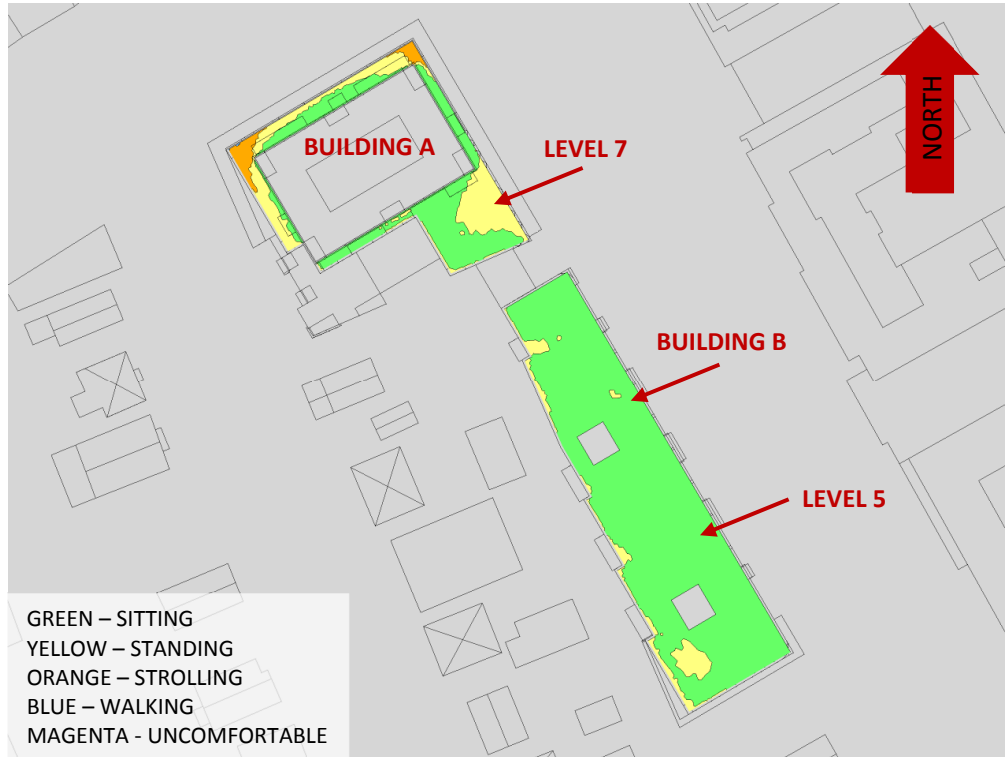 NORTH
BUILDING A
LEVEL 7
BUILDING B
LEVEL 5
GREEN – SITTING
YELLOW – STANDING
ORANGE – STROLLING
BLUE – WALKING
MAGENTA - UNCOMFORTABLE